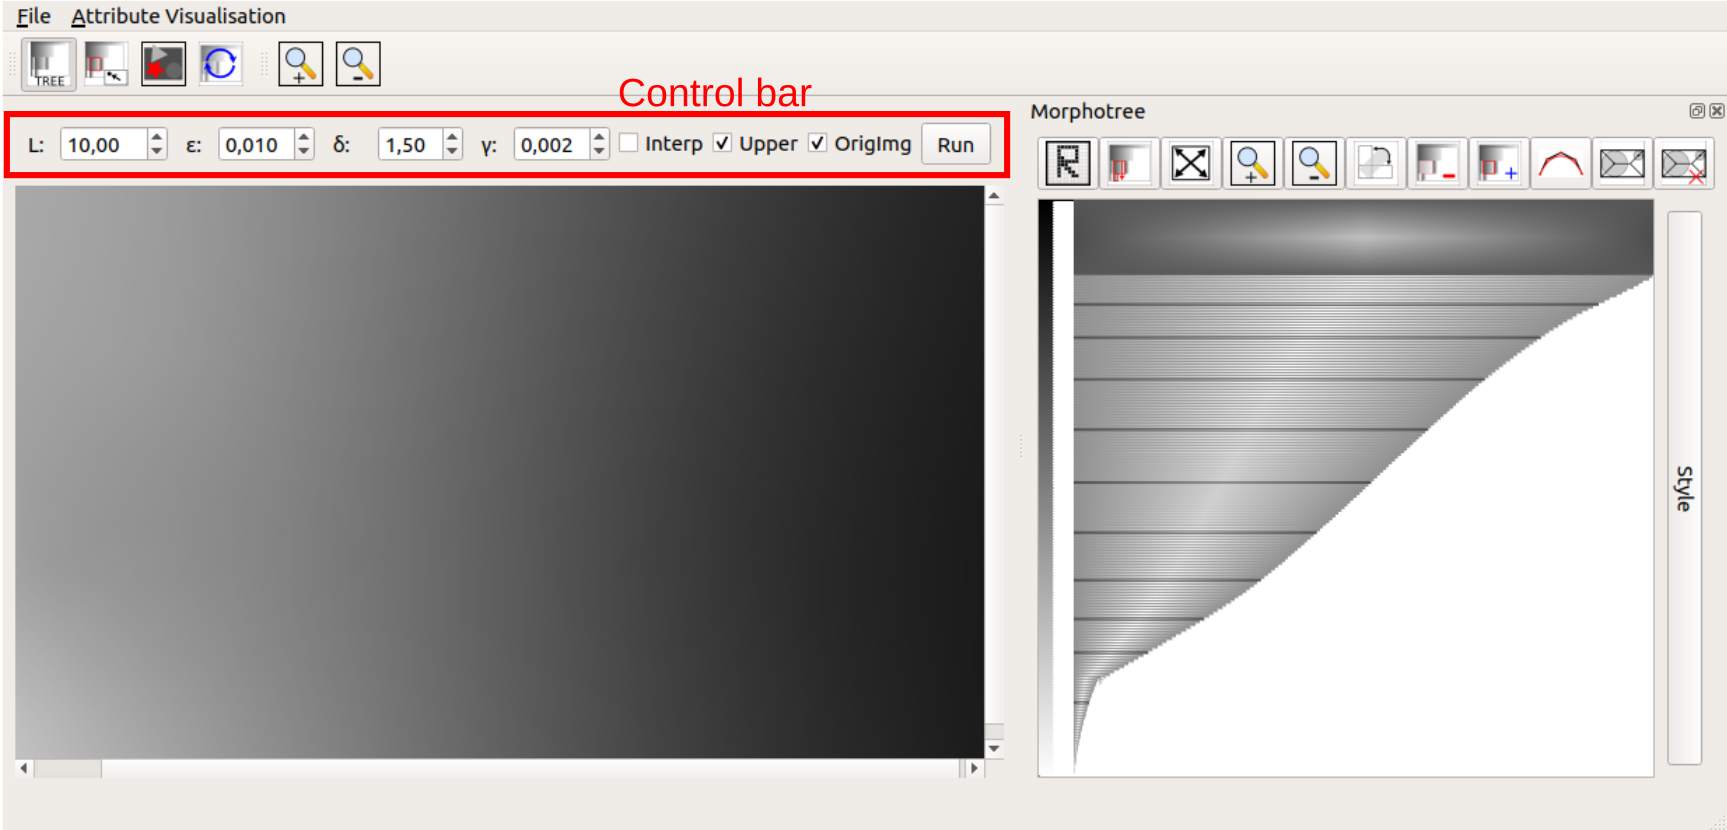 File Attribute Visualisation
TREE
Control bar
Morphotree
L: 10,00 ε: 0,010 δ: 1,50 γ: 0,002 Interp Upper OrigImg Run
R
Style